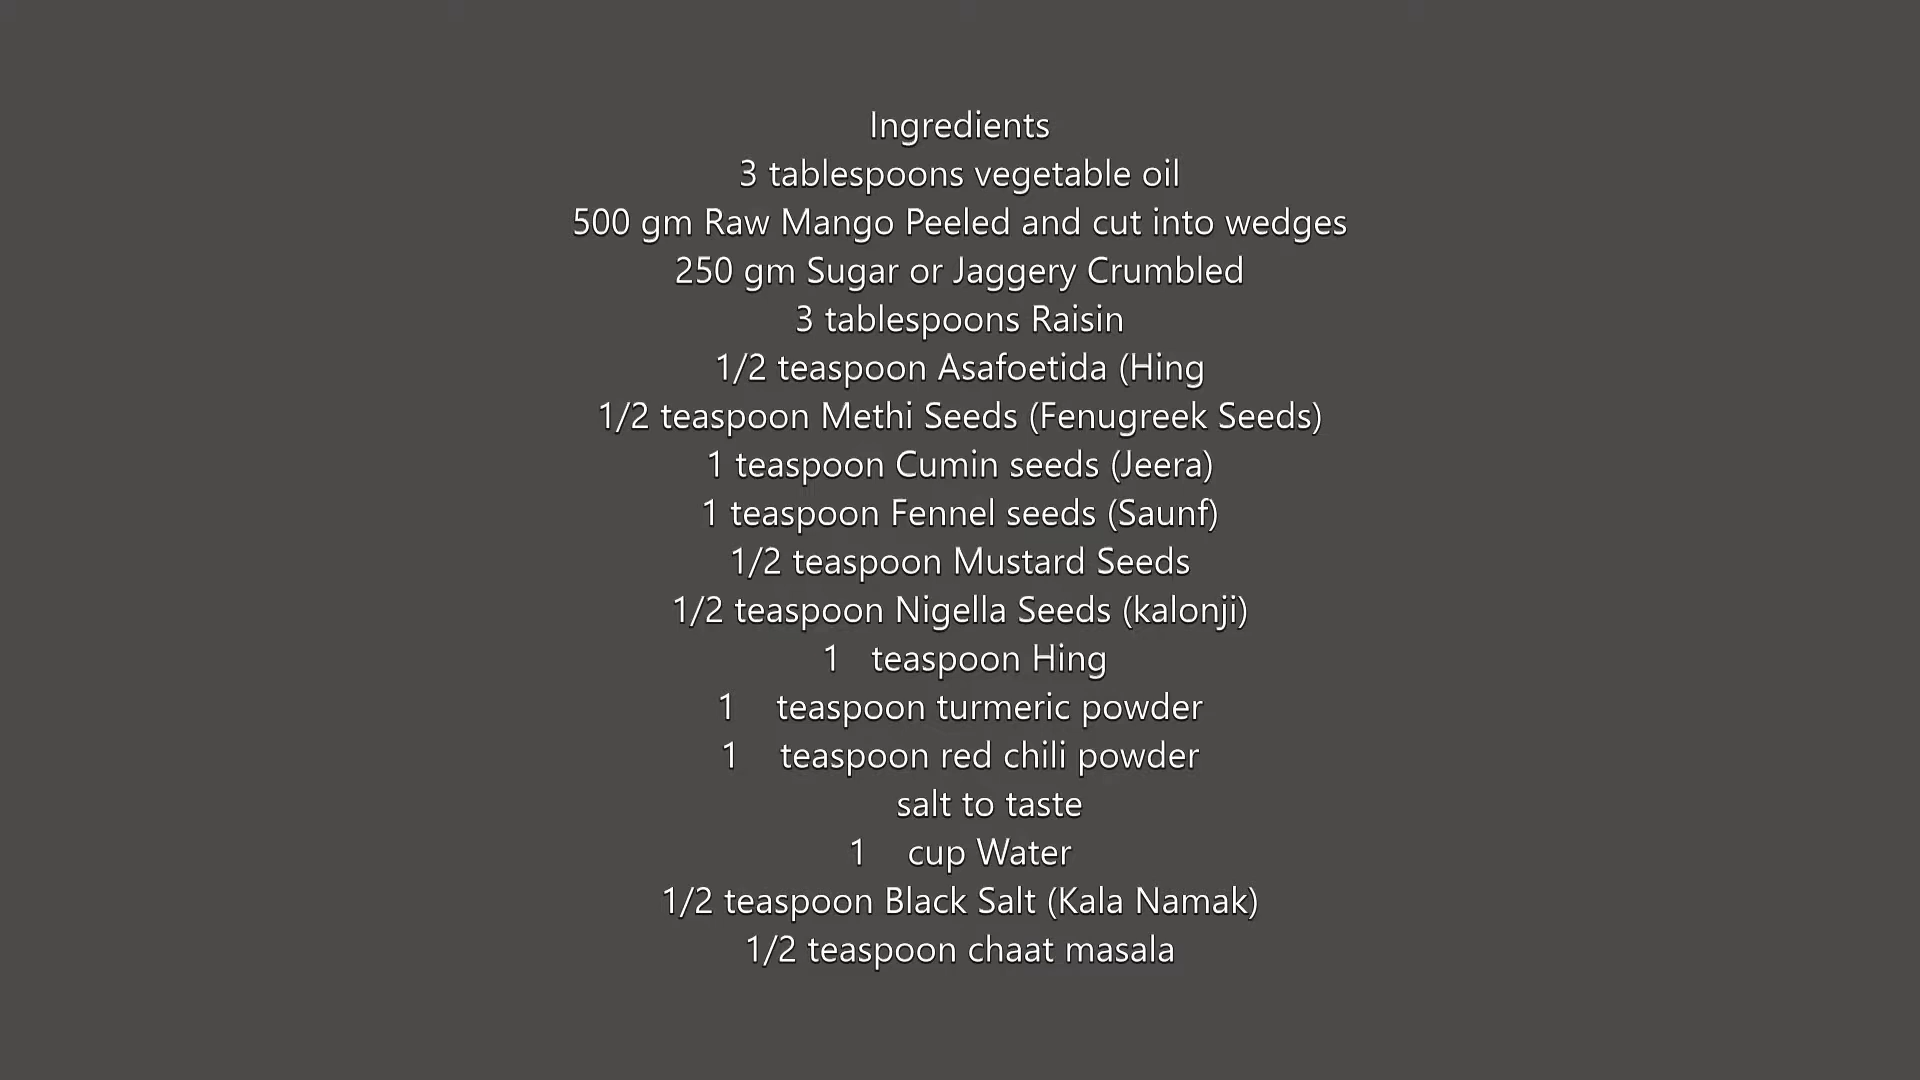 Ingredients
3 tablespoons vegetable oil
500 gm Raw Mango Peeled and cut into wedges
250 gm Sugar or Jaggery Crumbled
3 tablespoons Raisin
1/2 teaspoon Asafoetida (Hing
1/2 teaspoon Methi Seeds (Fenugreek Seeds)
1 teaspoon Cumin seeds (Jeera)
1 teaspoon Fennel seeds (Saunf)
1/2 teaspoon Mustard Seeds
1/2 teaspoon Nigella Seeds (kalonji)
1 teaspoon Hing
1 teaspoon turmeric powder
1 teaspoon red chili powder
salt to taste
1 cup Water
1/2 teaspoon Black Salt (Kala Namak)
1/2 teaspoon chaat masala